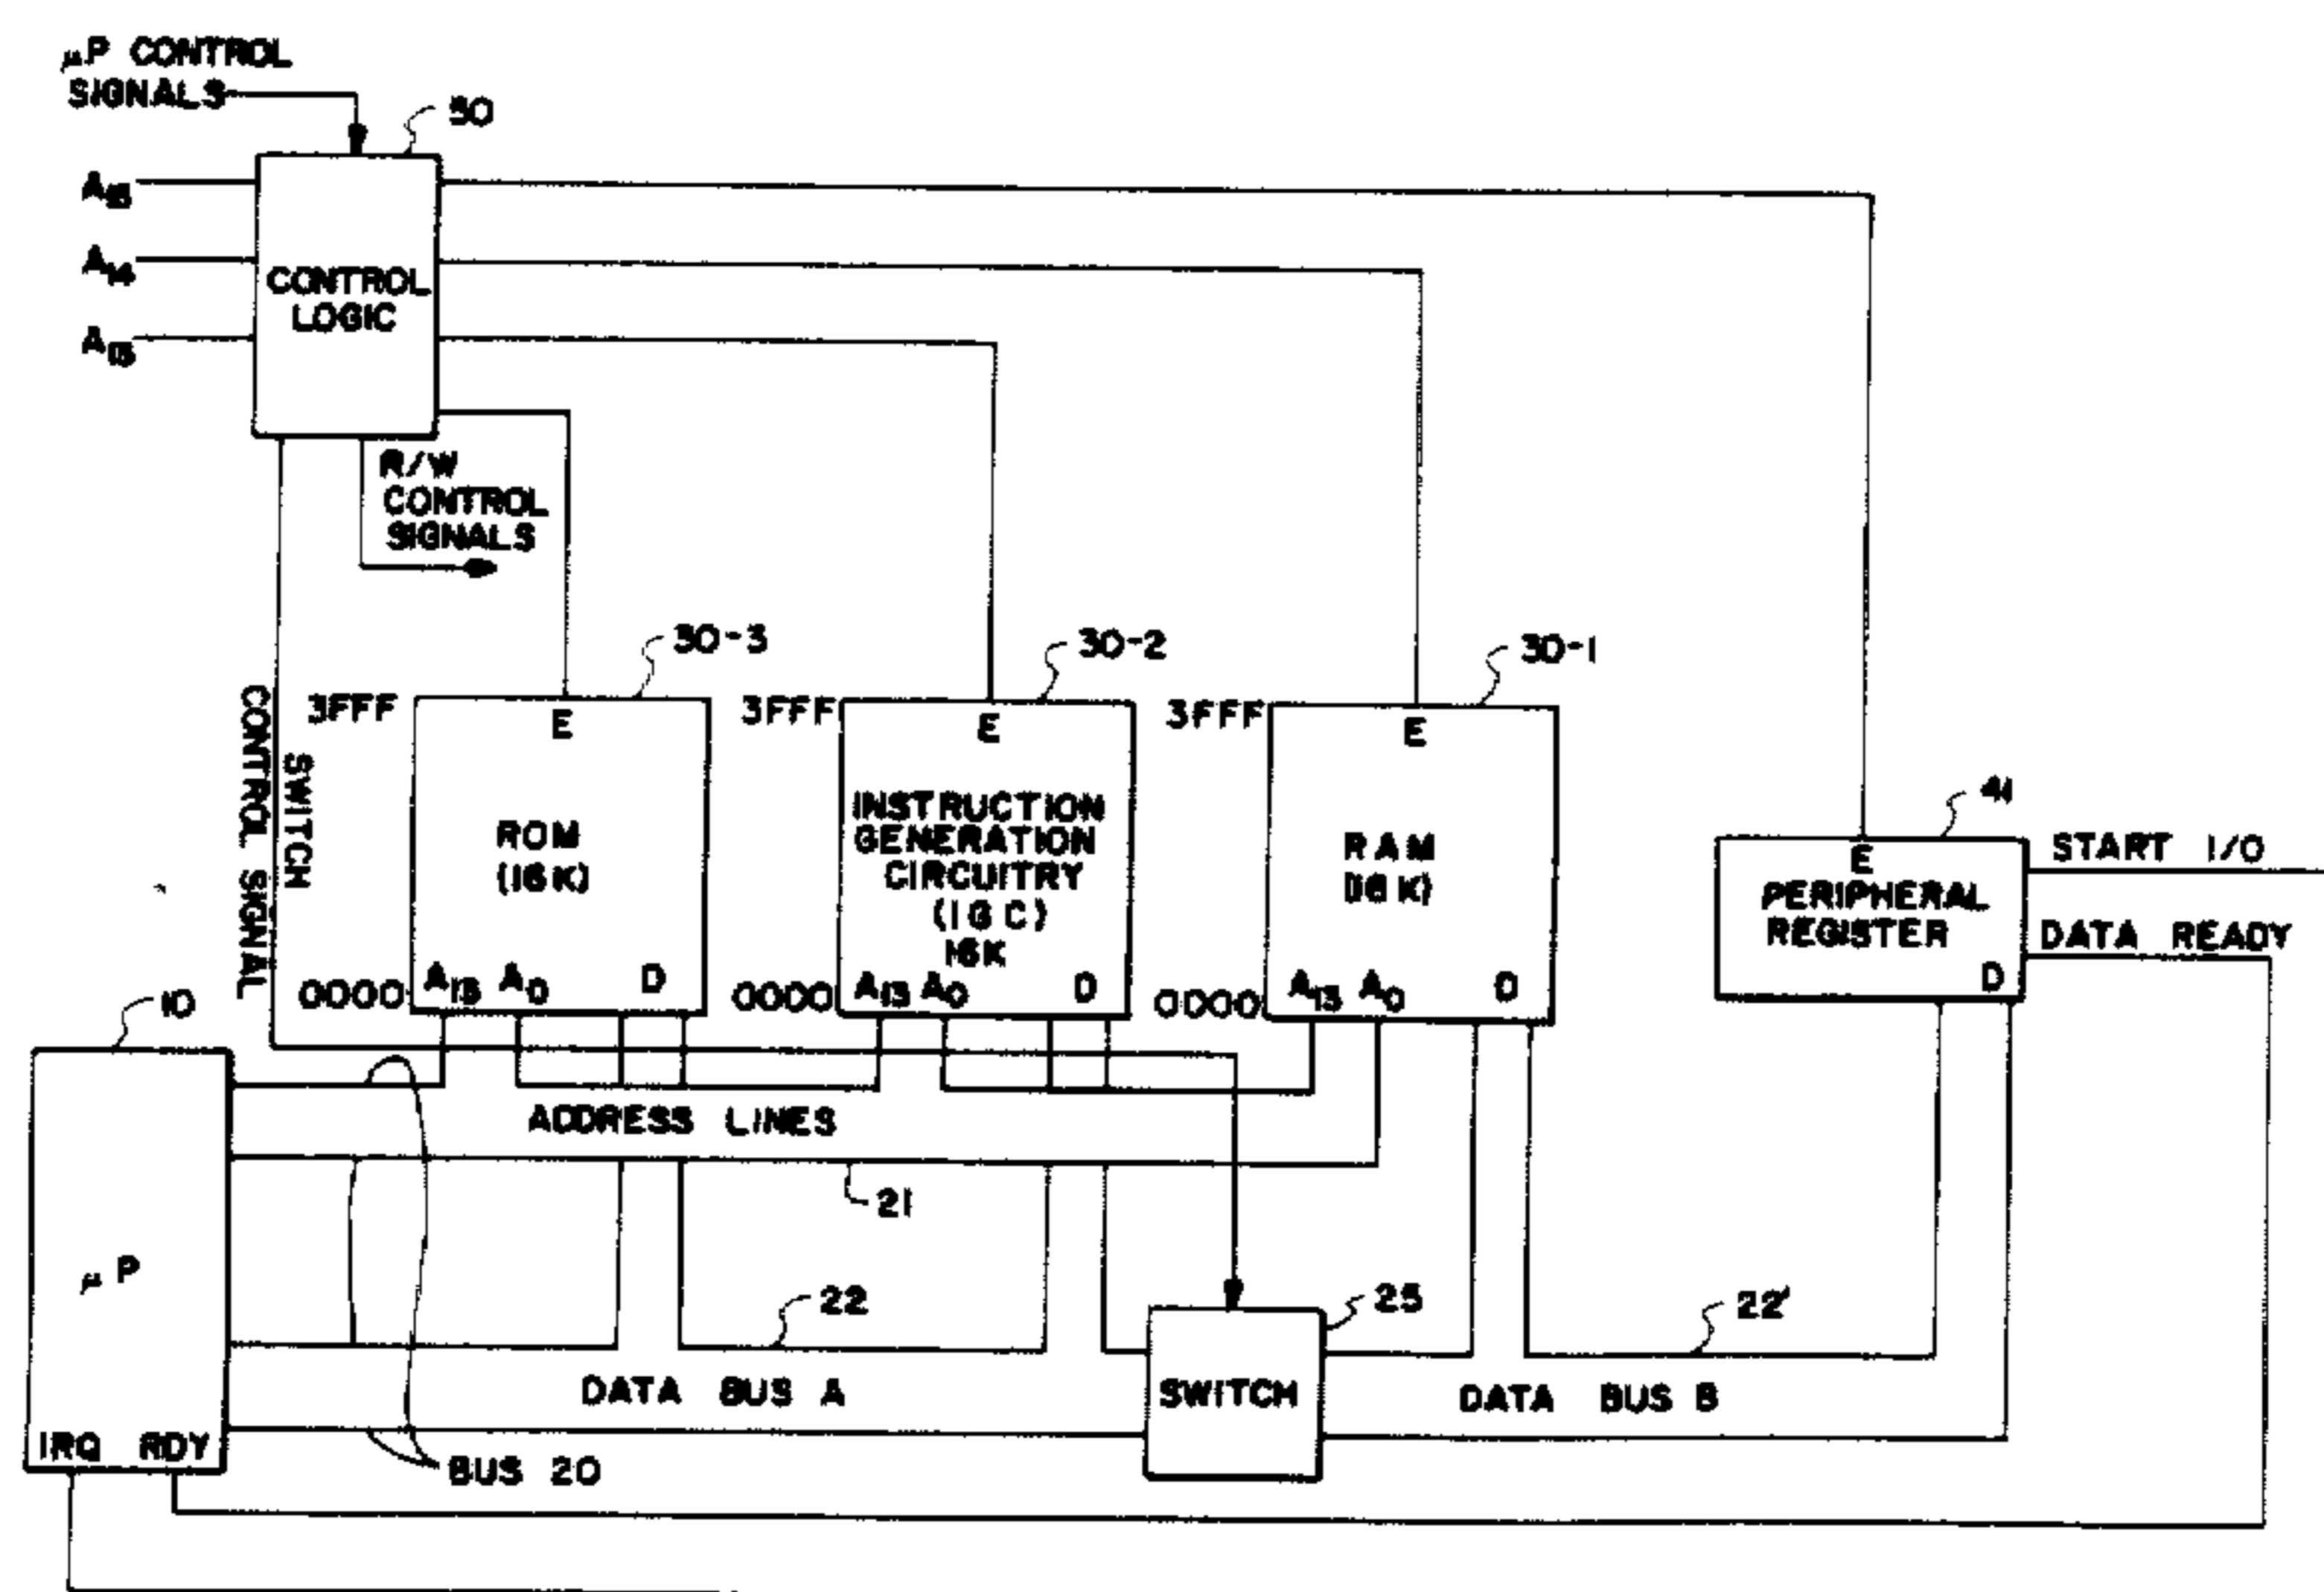 μP CONTROL
SIGNALS
50
A15
A14
A13
CONTROL
LOGIC
R/W
CONTROL
SIGNALS
SWITCH
CONTROL SIGNAL
30-3
30-2
30-1
3FFF
E
3FFF
E
3FFF
E
ROM
(16K)
INSTRUCTION
GENERATION
CIRCUITRY
(IGC)
16K
RAM
(16K)
41
E
PERIPHERAL
REGISTER
D
START I/O
DATA READY
0000
A13 A0 D
0000
A13 A0 D
0000
A13 A0 D
10
ADDRESS LINES
21
μP
22
25
22'
DATA BUS A
SWITCH
DATA BUS B
IRQ RDY
BUS 20